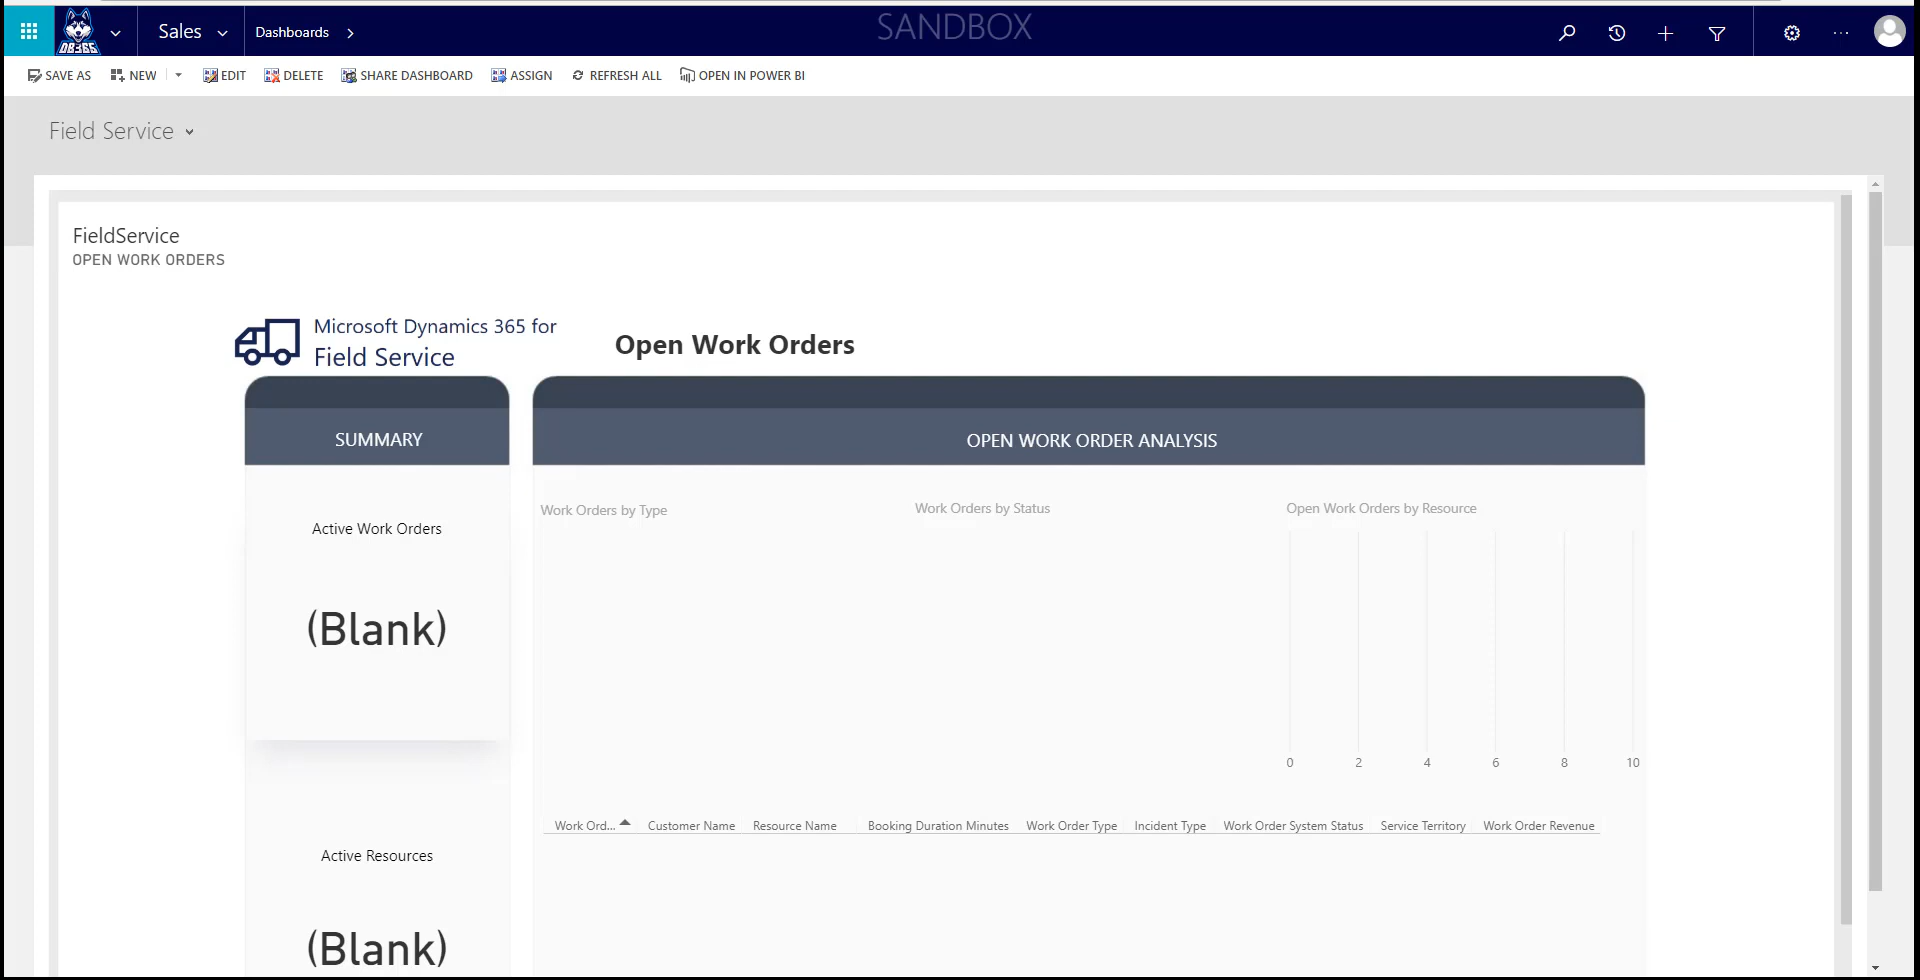 SANDBOX
DB365
Sales
Dashboards
SAVE AS
NEW
EDIT
DELETE
SHARE DASHBOARD
ASSIGN
REFRESH ALL
OPEN IN POWER BI
Field Service
FieldService
OPEN WORK ORDERS
Microsoft Dynamics 365 for
Field Service
Open Work Orders
SUMMARY
OPEN WORK ORDER ANALYSIS
Active Work Orders
(Blank)
Active Resources
(Blank)
Work Orders by Type
Work Orders by Status
Open Work Orders by Resource
0 2 4 6 8 10
Work Ord... Customer Name Resource Name Booking Duration Minutes Work Order Type Incident Type Work Order System Status Service Territory Work Order Revenue